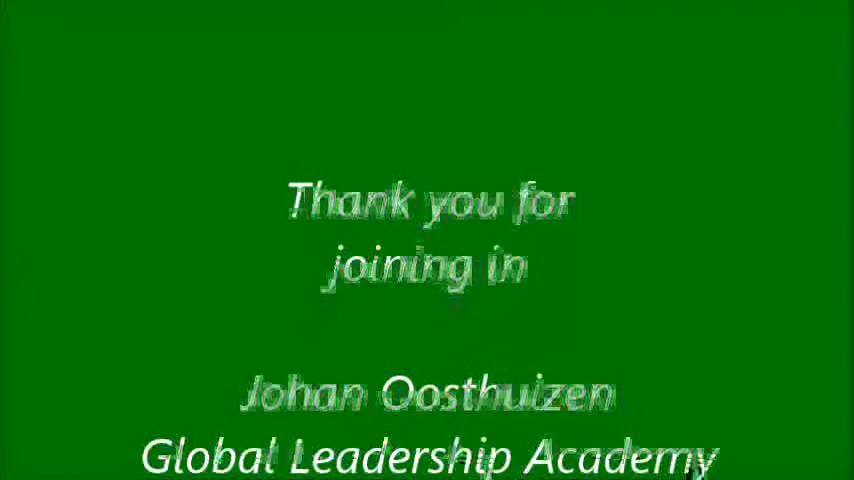 Thank you for
joining in
Johan Oosthuizen
Global Leadership Academy